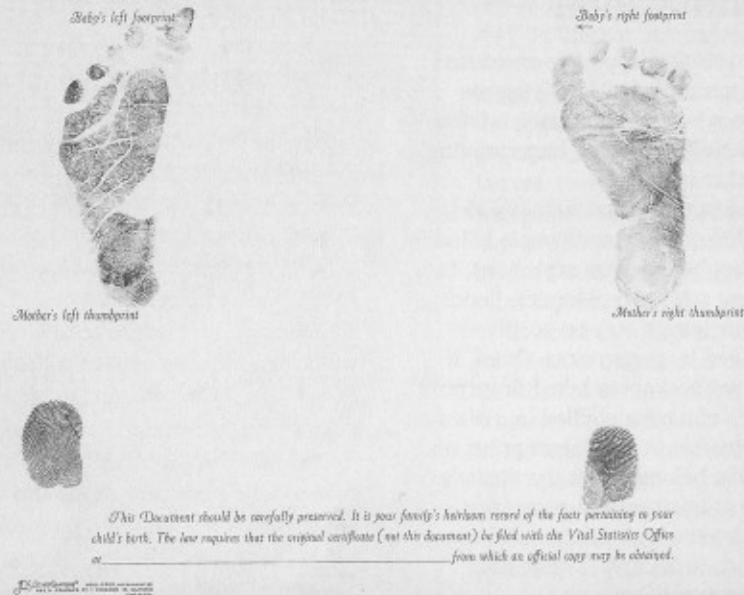 Baby's left footprint
Baby's right footprint
Mother's left thumbprint
Mother's right thumbprint
This Document should be carefully preserved. It is your family's heirloom record of the facts pertaining to your
child's birth. The law requires that the original certificate (not this document) be filed with the Vital Statistics Office
at from which an official copy may be obtained.